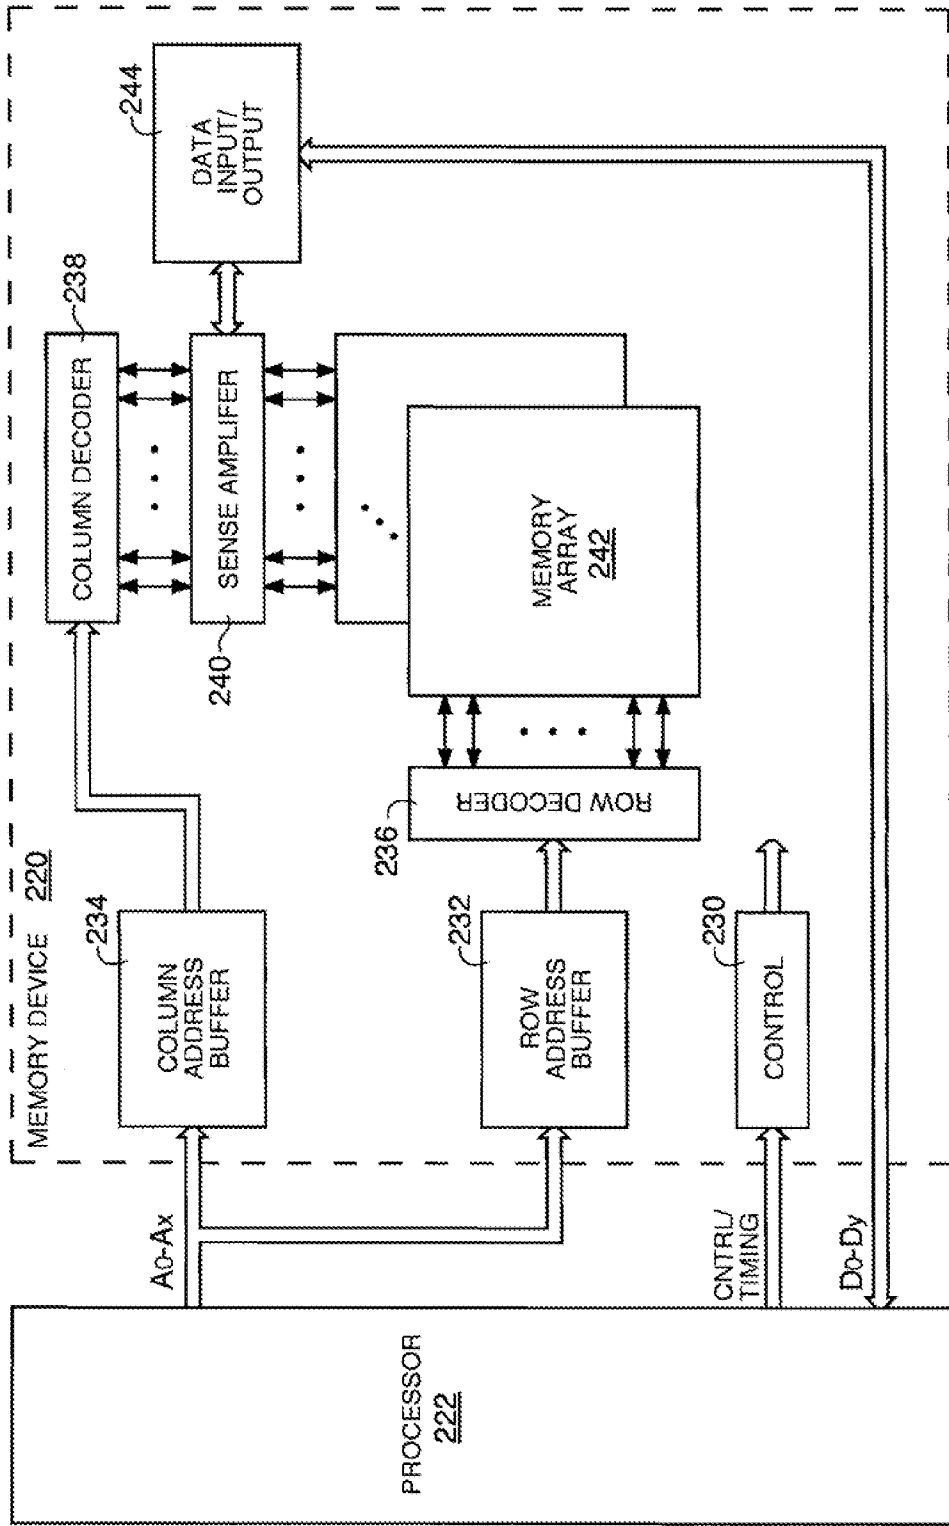 MEMORY DEVICE 220
COLUMN DECODER
238
SENSE AMPLIFER
240
DATA
INPUT/
OUTPUT
244
COLUMN
ADDRESS
BUFFER
234
MEMORY
ARRAY
242
ROW DECODER
236
ROW
ADDRESS
BUFFER
232
CONTROL
230
A0-Ax
CNTRL/
TIMING
D0-Dy
PROCESSOR
222